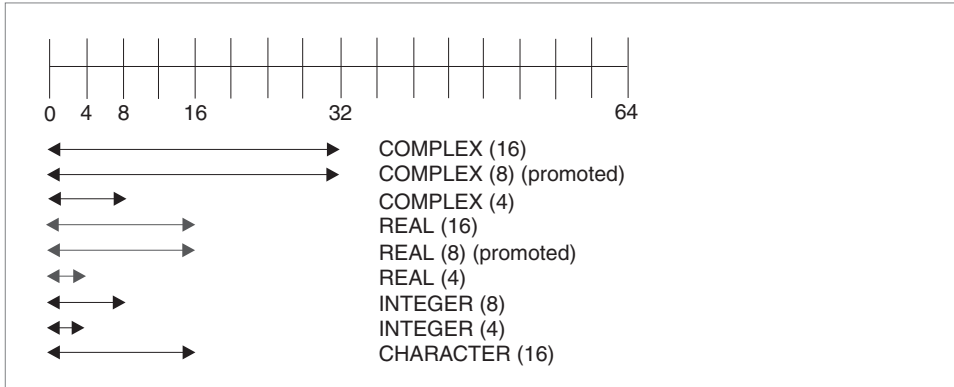 0 4 8 16 32 64
COMPLEX (16)
COMPLEX (8) (promoted)
COMPLEX (4)
REAL (16)
REAL (8) (promoted)
REAL (4)
INTEGER (8)
INTEGER (4)
CHARACTER (16)